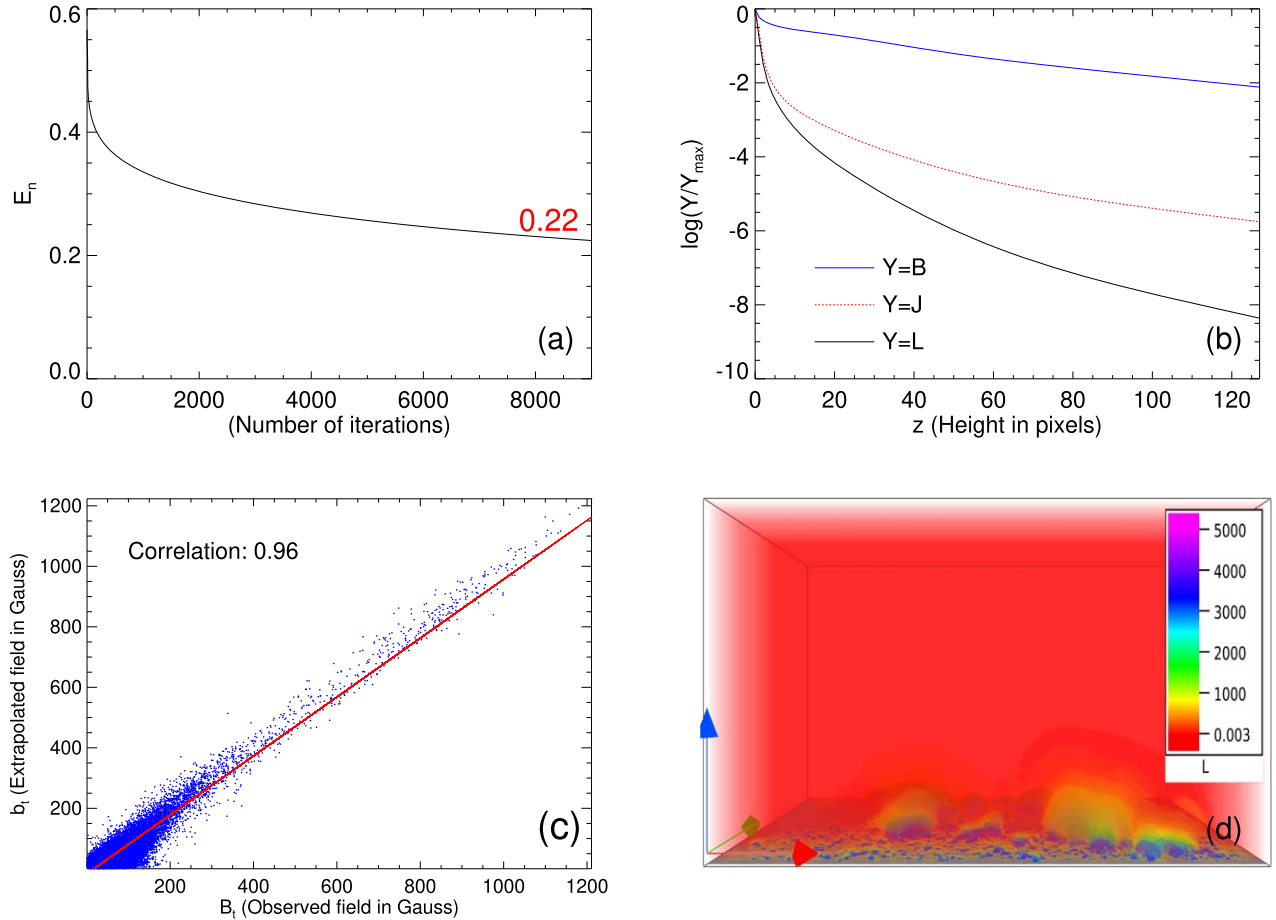 0.6
0.4
E_n
0.2
0.0
0.22
(a)
0 2000 4000 6000 8000
(Number of iterations)
0
-2
-4
log(Y/Y_max)
-6
-8
-10
Y=B
Y=J
Y=L
(b)
0 20 40 60 80 100 120
z (Height in pixels)
1200
1000
800
600
400
200
b_t (Extrapolated field in Gauss)
Correlation: 0.96
(c)
200 400 600 800 1000 1200
B_t (Observed field in Gauss)
5000
4000
3000
2000
1000
0.003
L
(d)